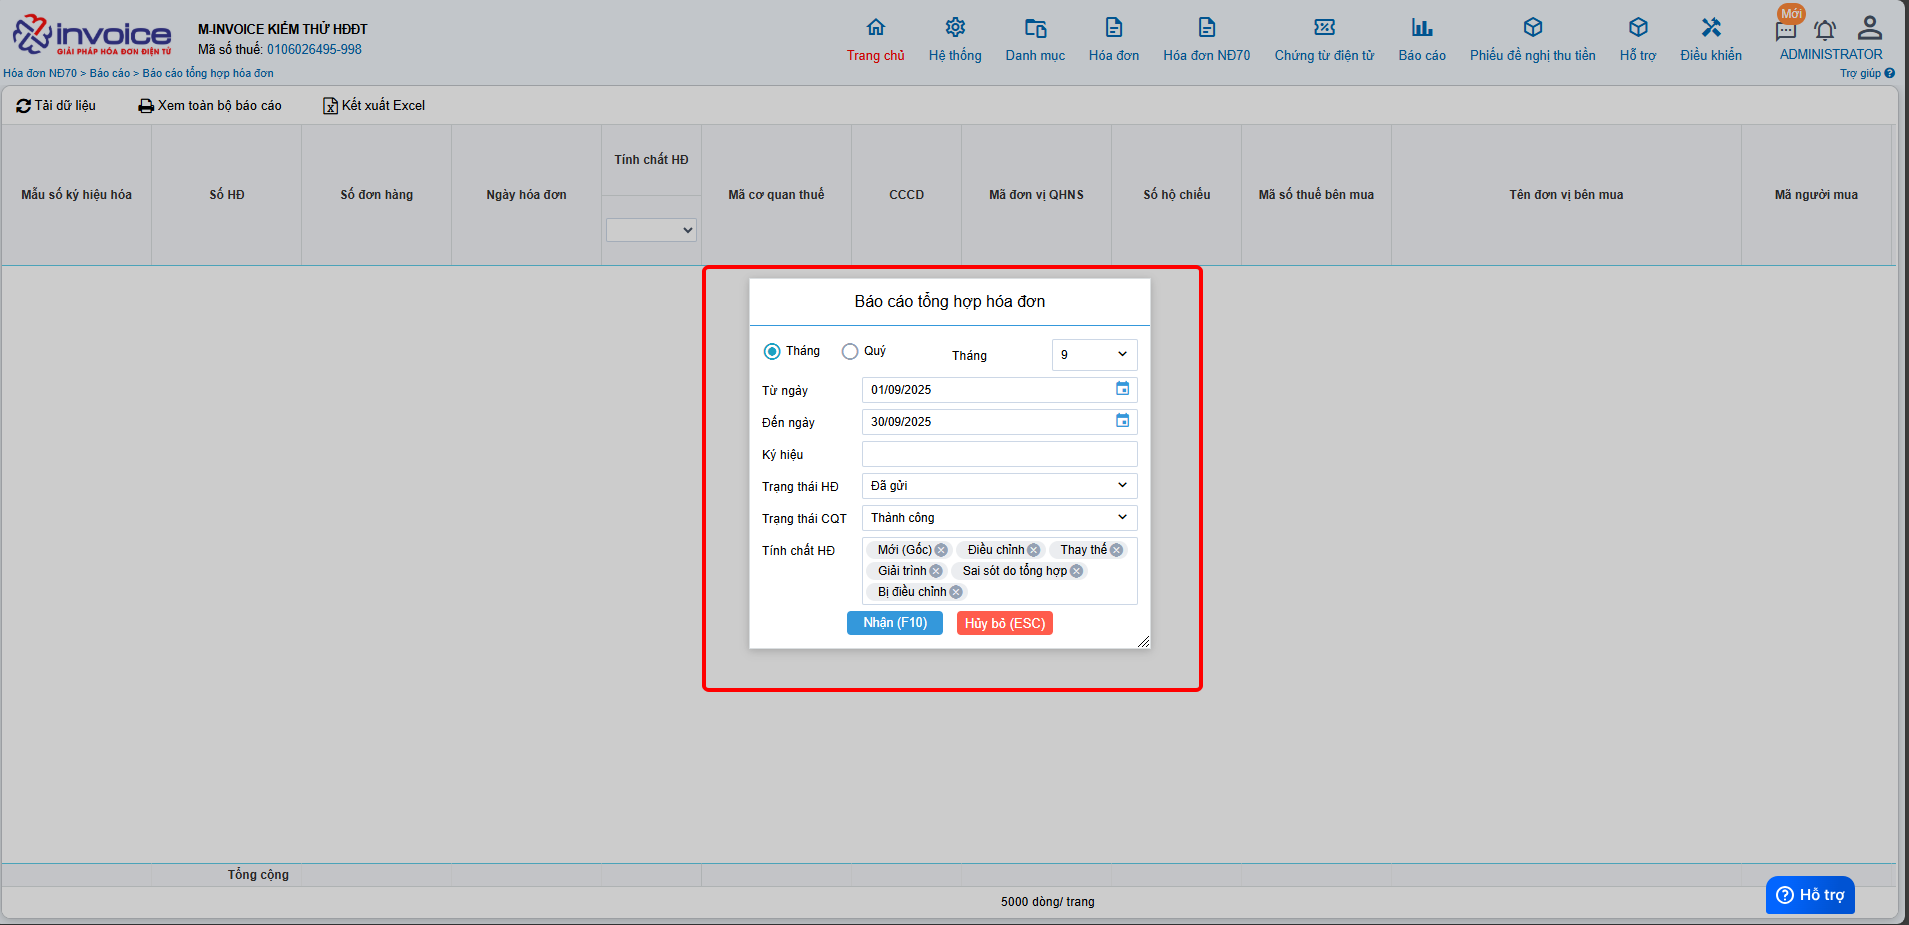 invoice
GIẢI PHÁP HÓA ĐƠN ĐIỆN TỬ
M-INVOICE KIỂM THỬ HĐĐT
Mã số thuế: 0106026495-998
Trang chủ
Hệ thống
Danh mục
Hóa đơn
Hóa đơn NĐ70
Chứng từ điện tử
Báo cáo
Phiếu đề nghị thu tiền
Hỗ trợ
Điều khiển
Mới
ADMINISTRATOR
Hóa đơn NĐ70 > Báo cáo > Báo cáo tổng hợp hóa đơn
Trợ giúp
Tải dữ liệu
Xem toàn bộ báo cáo
Kết xuất Excel
Mẫu số ký hiệu hóa
Số HĐ
Số đơn hàng
Ngày hóa đơn
Tính chất HĐ
Mã cơ quan thuế
CCCD
Mã đơn vị QHNS
Số hộ chiếu
Mã số thuế bên mua
Tên đơn vị bên mua
Mã người mua
Báo cáo tổng hợp hóa đơn
Tháng
Quý
Tháng
9
Từ ngày
01/09/2025
Đến ngày
30/09/2025
Ký hiệu
Trạng thái HĐ
Đã gửi
Trạng thái CQT
Thành công
Tính chất HĐ
Mới (Gốc)
Điều chỉnh
Thay thế
Giải trình
Sai sót do tổng hợp
Bị điều chỉnh
Nhận (F10)
Hủy bỏ (ESC)
Tổng cộng
5000 dòng/ trang
Hỗ trợ